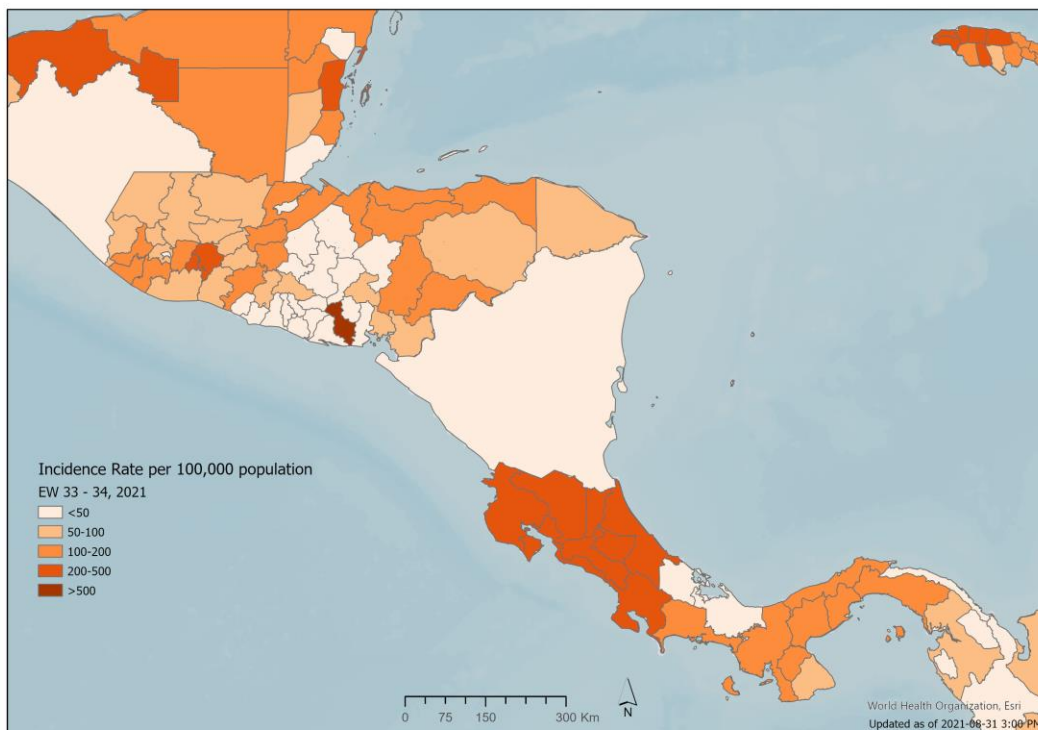 Incidence Rate per 100,000 population
EW 33 - 34, 2021
<50
50-100
100-200
200-500
>500
0 75 150 300 Km
N
World Health Organization, Esri
Updated as of 2021-08-31 3:00 PM